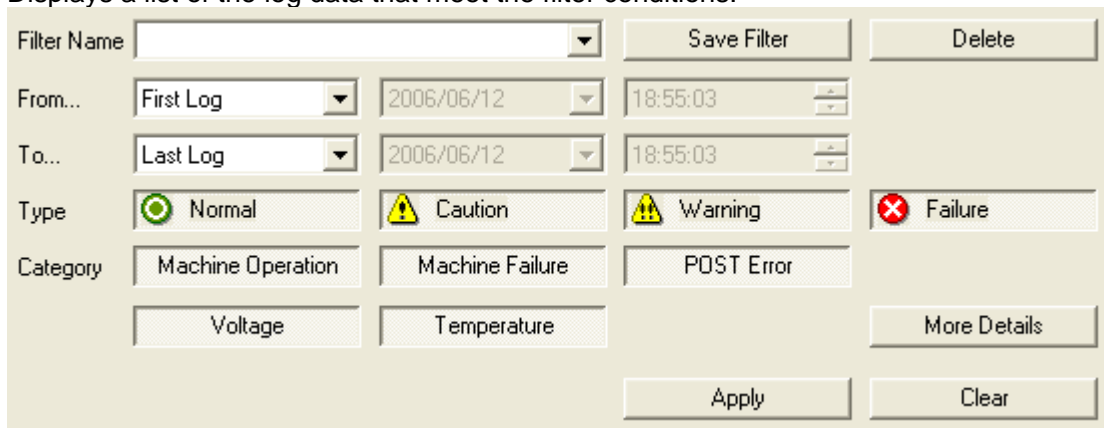 Displays a list of the log data that meet the filter conditions.
Filter Name Save Filter Delete
From... First Log 2006/06/12 18:55:03
To... Last Log 2006/06/12 18:55:03
Type Normal Caution Warning Failure
Category Machine Operation Machine Failure POST Error
Voltage Temperature More Details
Apply Clear